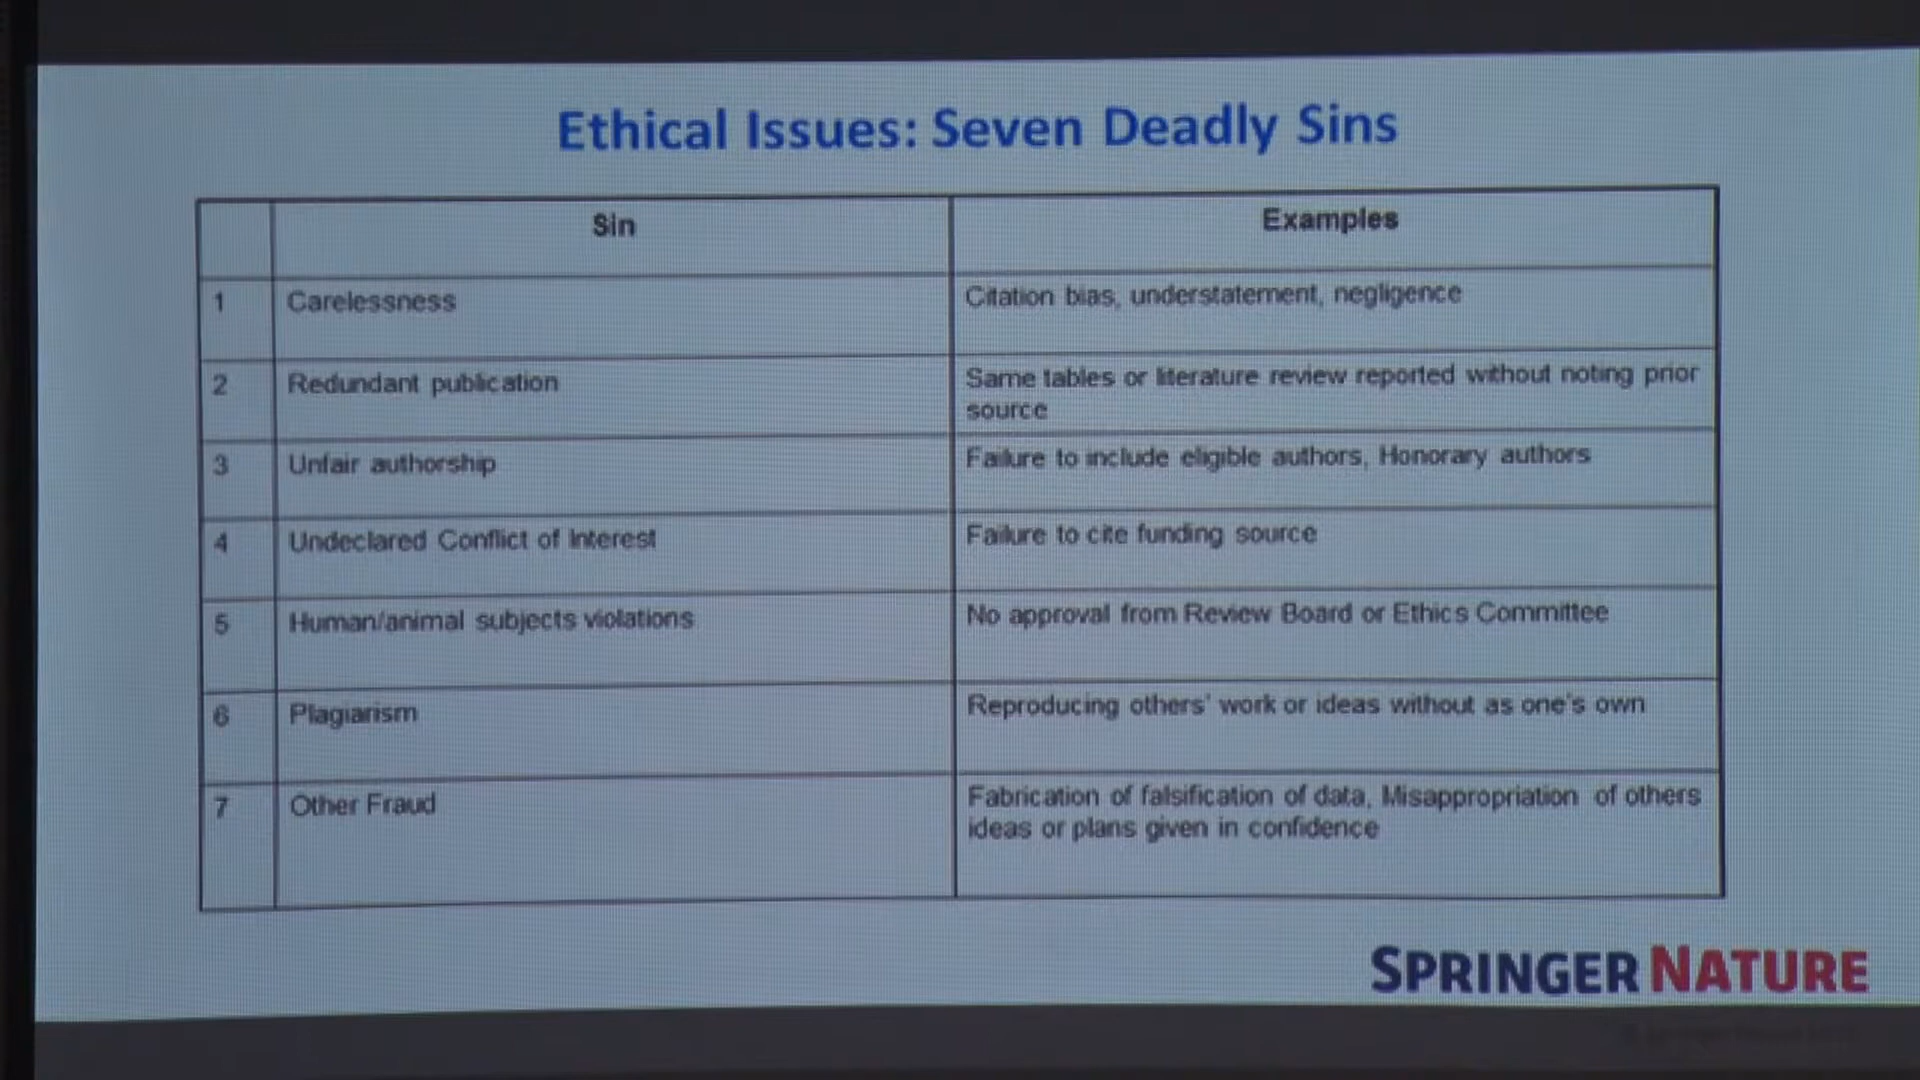 Ethical Issues: Seven Deadly Sins
Sin
Examples
1
Carelessness
Citation bias, understatement, negligence
2
Redundant publication
Same tables or literature review reported without noting prior
source
3
Unfair authorship
Failure to include eligible authors, Honorary authors
4
Undeclared Conflict of Interest
Failure to cite funding source
5
Human/animal subjects violations
No approval from Review Board or Ethics Committee
6
Plagiarism
Reproducing others' work or ideas without as one's own
7
Other Fraud
Fabrication of falsification of data, Misappropriation of others
ideas or plans given in confidence
SPRINGER NATURE